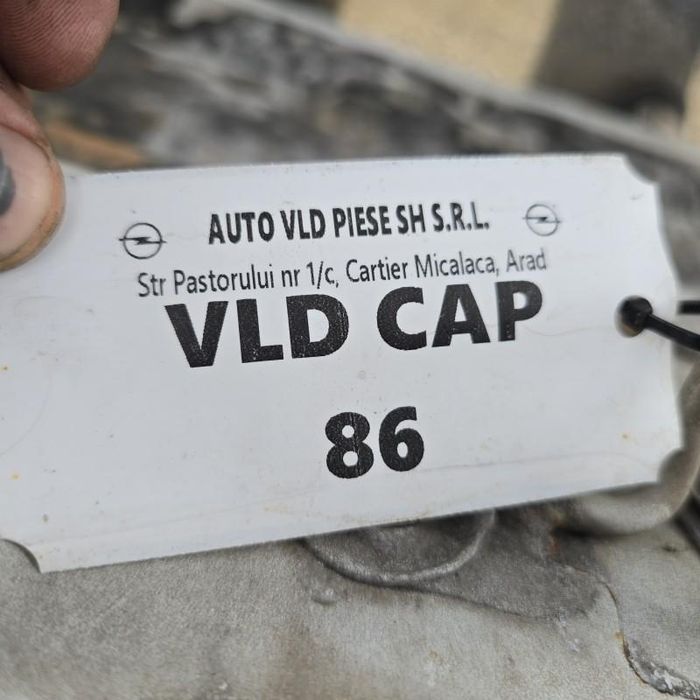 AUTO VLD PIESE SH S.R.L.
Str Pastorului nr 1/c, Cartier Micalaca, Arad
VLD CAP
86